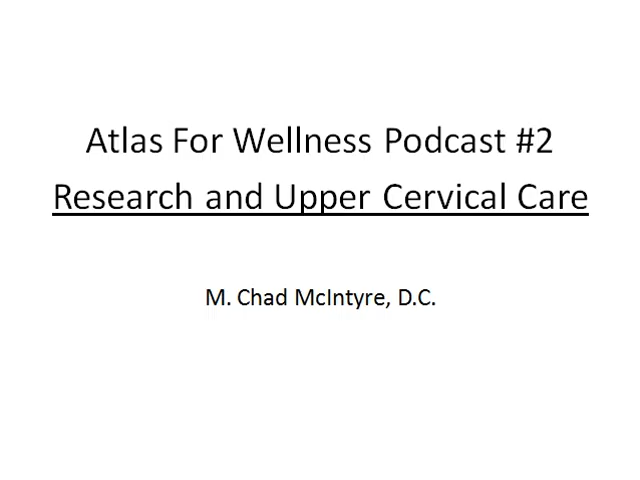 Atlas For Wellness Podcast #2
Research and Upper Cervical Care
M. Chad McIntyre, D.C.